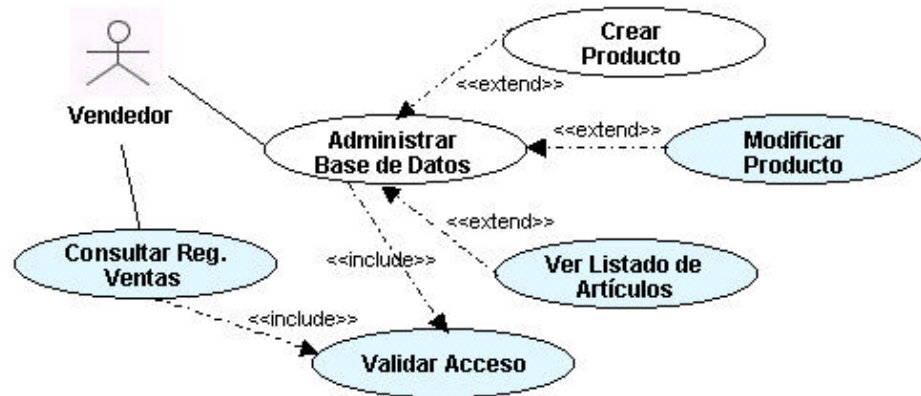 Crear
Producto
<<extend>>
Vendedor
Administrar
Base de Datos
<<extend>>
Modificar
Producto
<<extend>>
Consultar Reg.
Ventas
<<include>>
Ver Listado de
Artículos
<<include>>
Validar Acceso